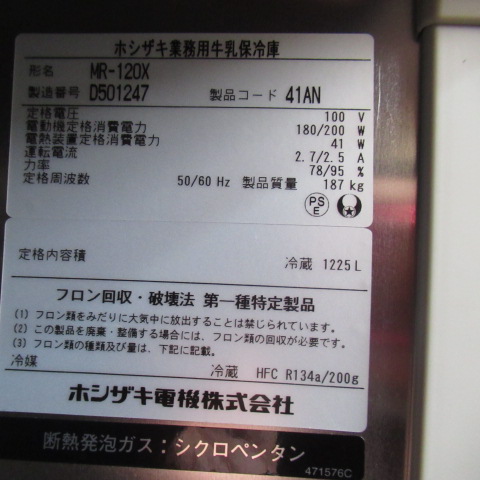 ホシザキ業務用牛乳保冷庫
形名 MR-120X
製造番号 D501247 製品コード 41AN
定格電圧 100 V
電動機定格消費電力 180/200 W
電熱装置定格消費電力 41 W
運転電流 2.7/2.5 A
力率 78/95 %
定格周波数 50/60 Hz 製品質量 187 kg
PSE
定格内容積 冷蔵 1225 L
フロン回収・破壊法 第一種特定製品
(1) フロン類をみだりに大気中に放出することは禁じられています。
(2) この製品を廃棄・整備する場合には、フロン類の回収が必要です。
(3) フロン類の種類及び量は、下記に記載。
冷媒 冷蔵 HFC R134a/200g
ホシザキ電機株式会社
断熱発泡ガス：シクロペンタン
471576C